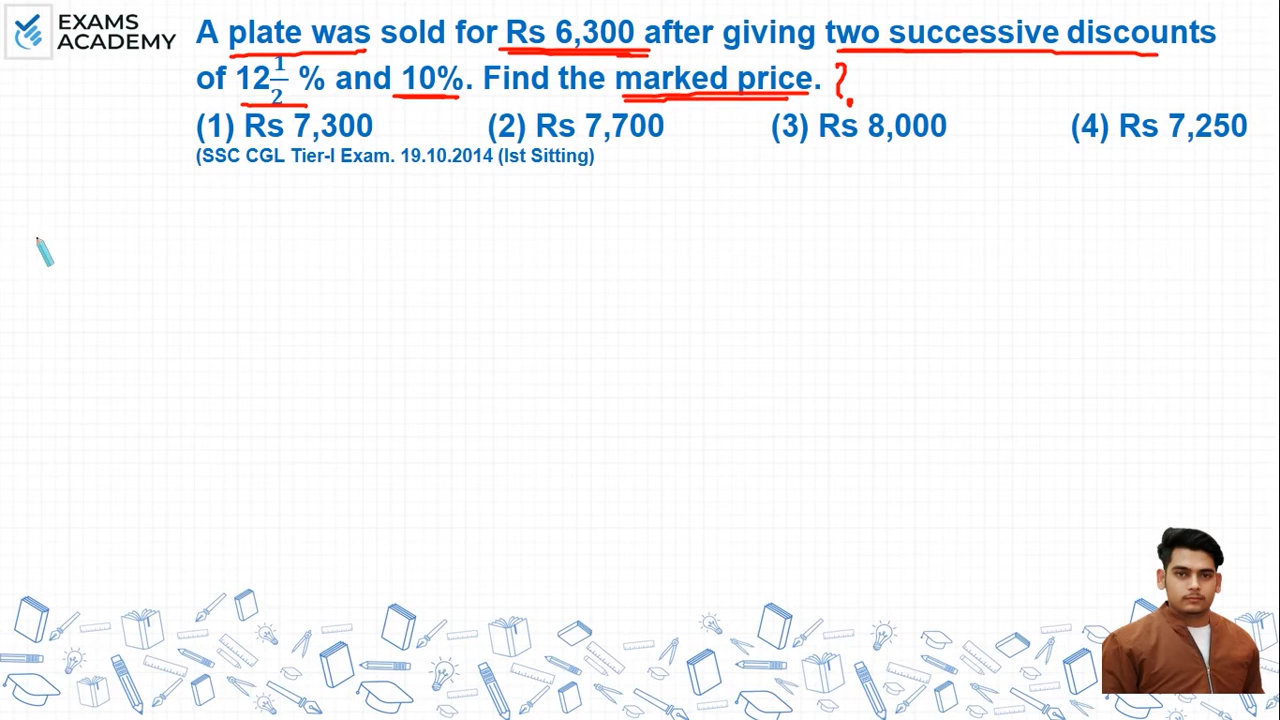 EXAMS
ACADEMY
A plate was sold for Rs 6,300 after giving two successive discounts
of 12 1/2 % and 10%. Find the marked price. ?
(1) Rs 7,300 (2) Rs 7,700 (3) Rs 8,000 (4) Rs 7,250
(SSC CGL Tier-I Exam. 19.10.2014 (Ist Sitting)